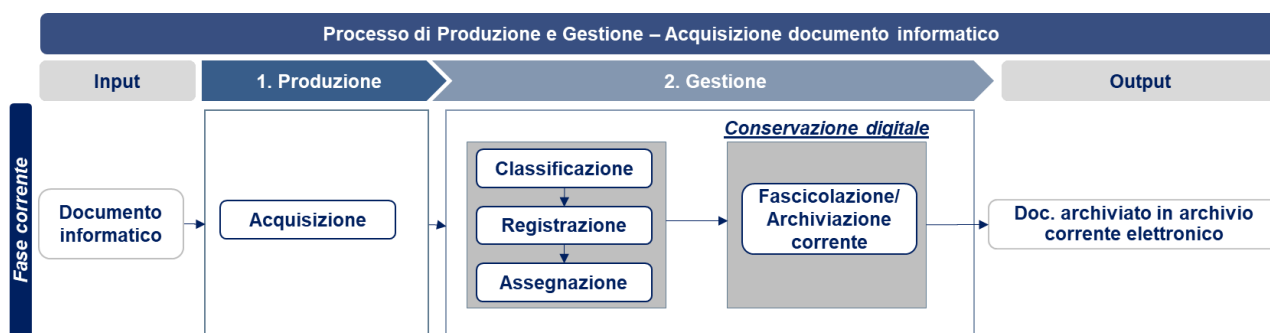 Processo di Produzione e Gestione – Acquisizione documento informatico
Input
1. Produzione
2. Gestione
Output
Fase corrente
Documento
informatico
Acquisizione
Classificazione
Registrazione
Assegnazione
Conservazione digitale
Fascicolazione/
Archiviazione
corrente
Doc. archiviato in archivio
corrente elettronico